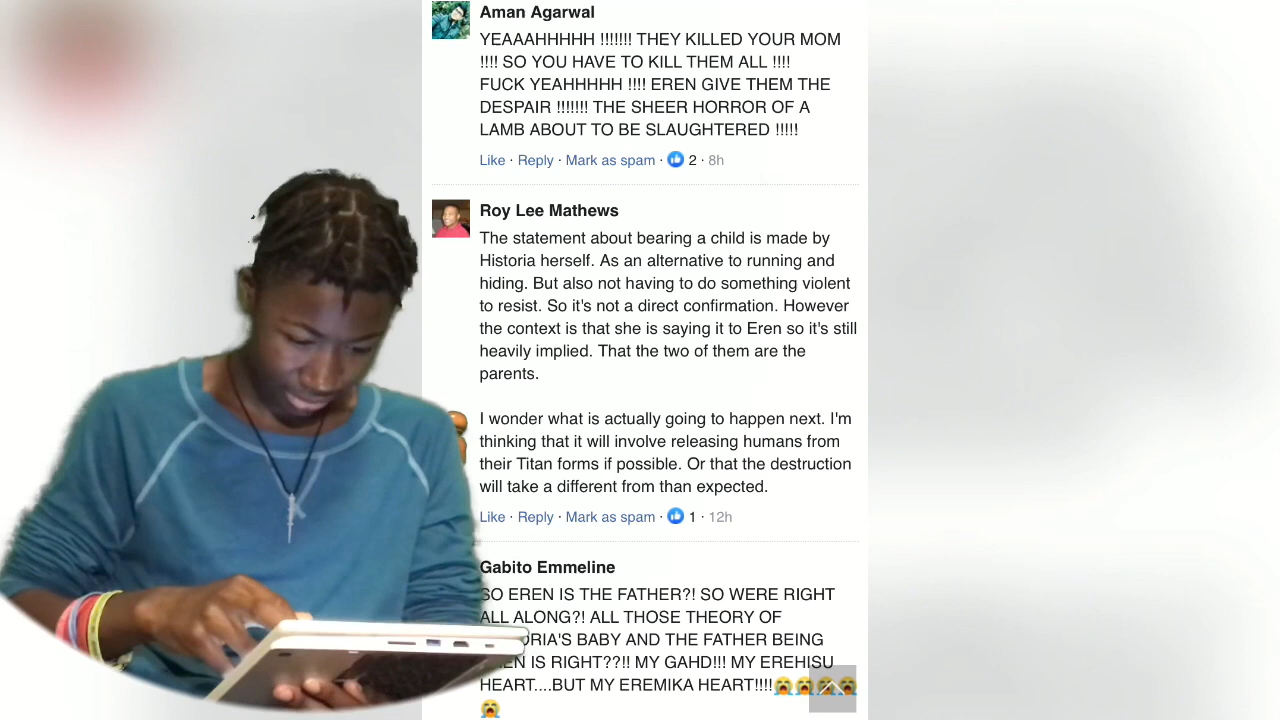 Aman Agarwal
YEAAAHHHHH !!!!!!! THEY KILLED YOUR MOM
!!!! SO YOU HAVE TO KILL THEM ALL !!!!
FUCK YEAHHHHH !!!! EREN GIVE THEM THE
DESPAIR !!!!!!! THE SHEER HORROR OF A
LAMB ABOUT TO BE SLAUGHTERED !!!!!
Like · Reply · Mark as spam · 2 · 8h
Roy Lee Mathews
The statement about bearing a child is made by
Historia herself. As an alternative to running and
hiding. But also not having to do something violent
to resist. So it's not a direct confirmation. However
the context is that she is saying it to Eren so it's still
heavily implied. That the two of them are the
parents.
I wonder what is actually going to happen next. I'm
thinking that it will involve releasing humans from
their Titan forms if possible. Or that the destruction
will take a different from than expected.
Like · Reply · Mark as spam · 1 · 12h
Gabito Emmeline
SO EREN IS THE FATHER?! SO WERE RIGHT
ALL ALONG?! ALL THOSE THEORY OF
BABY AND THE FATHER BEING
IS RIGHT??!! MY GAHD!!! MY EREHISU
HEART....BUT MY EREMIKA HEART!!!!😭😭😭😭
😭